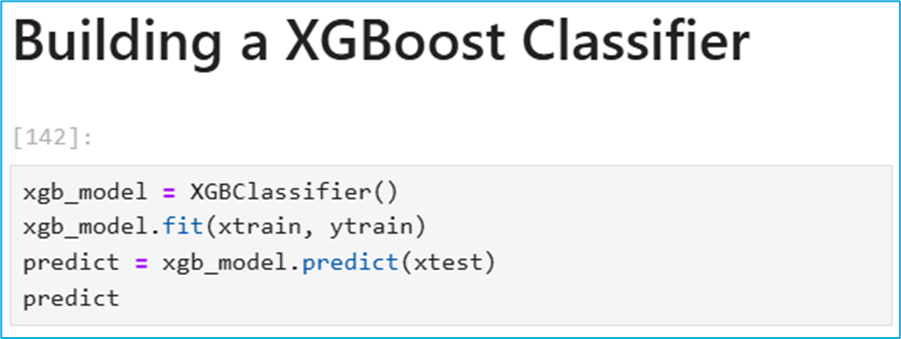 Building a XGBoost Classifier
[142]:
xgb_model = XGBClassifier()
xgb_model.fit(xtrain, ytrain)
predict = xgb_model.predict(xtest)
predict